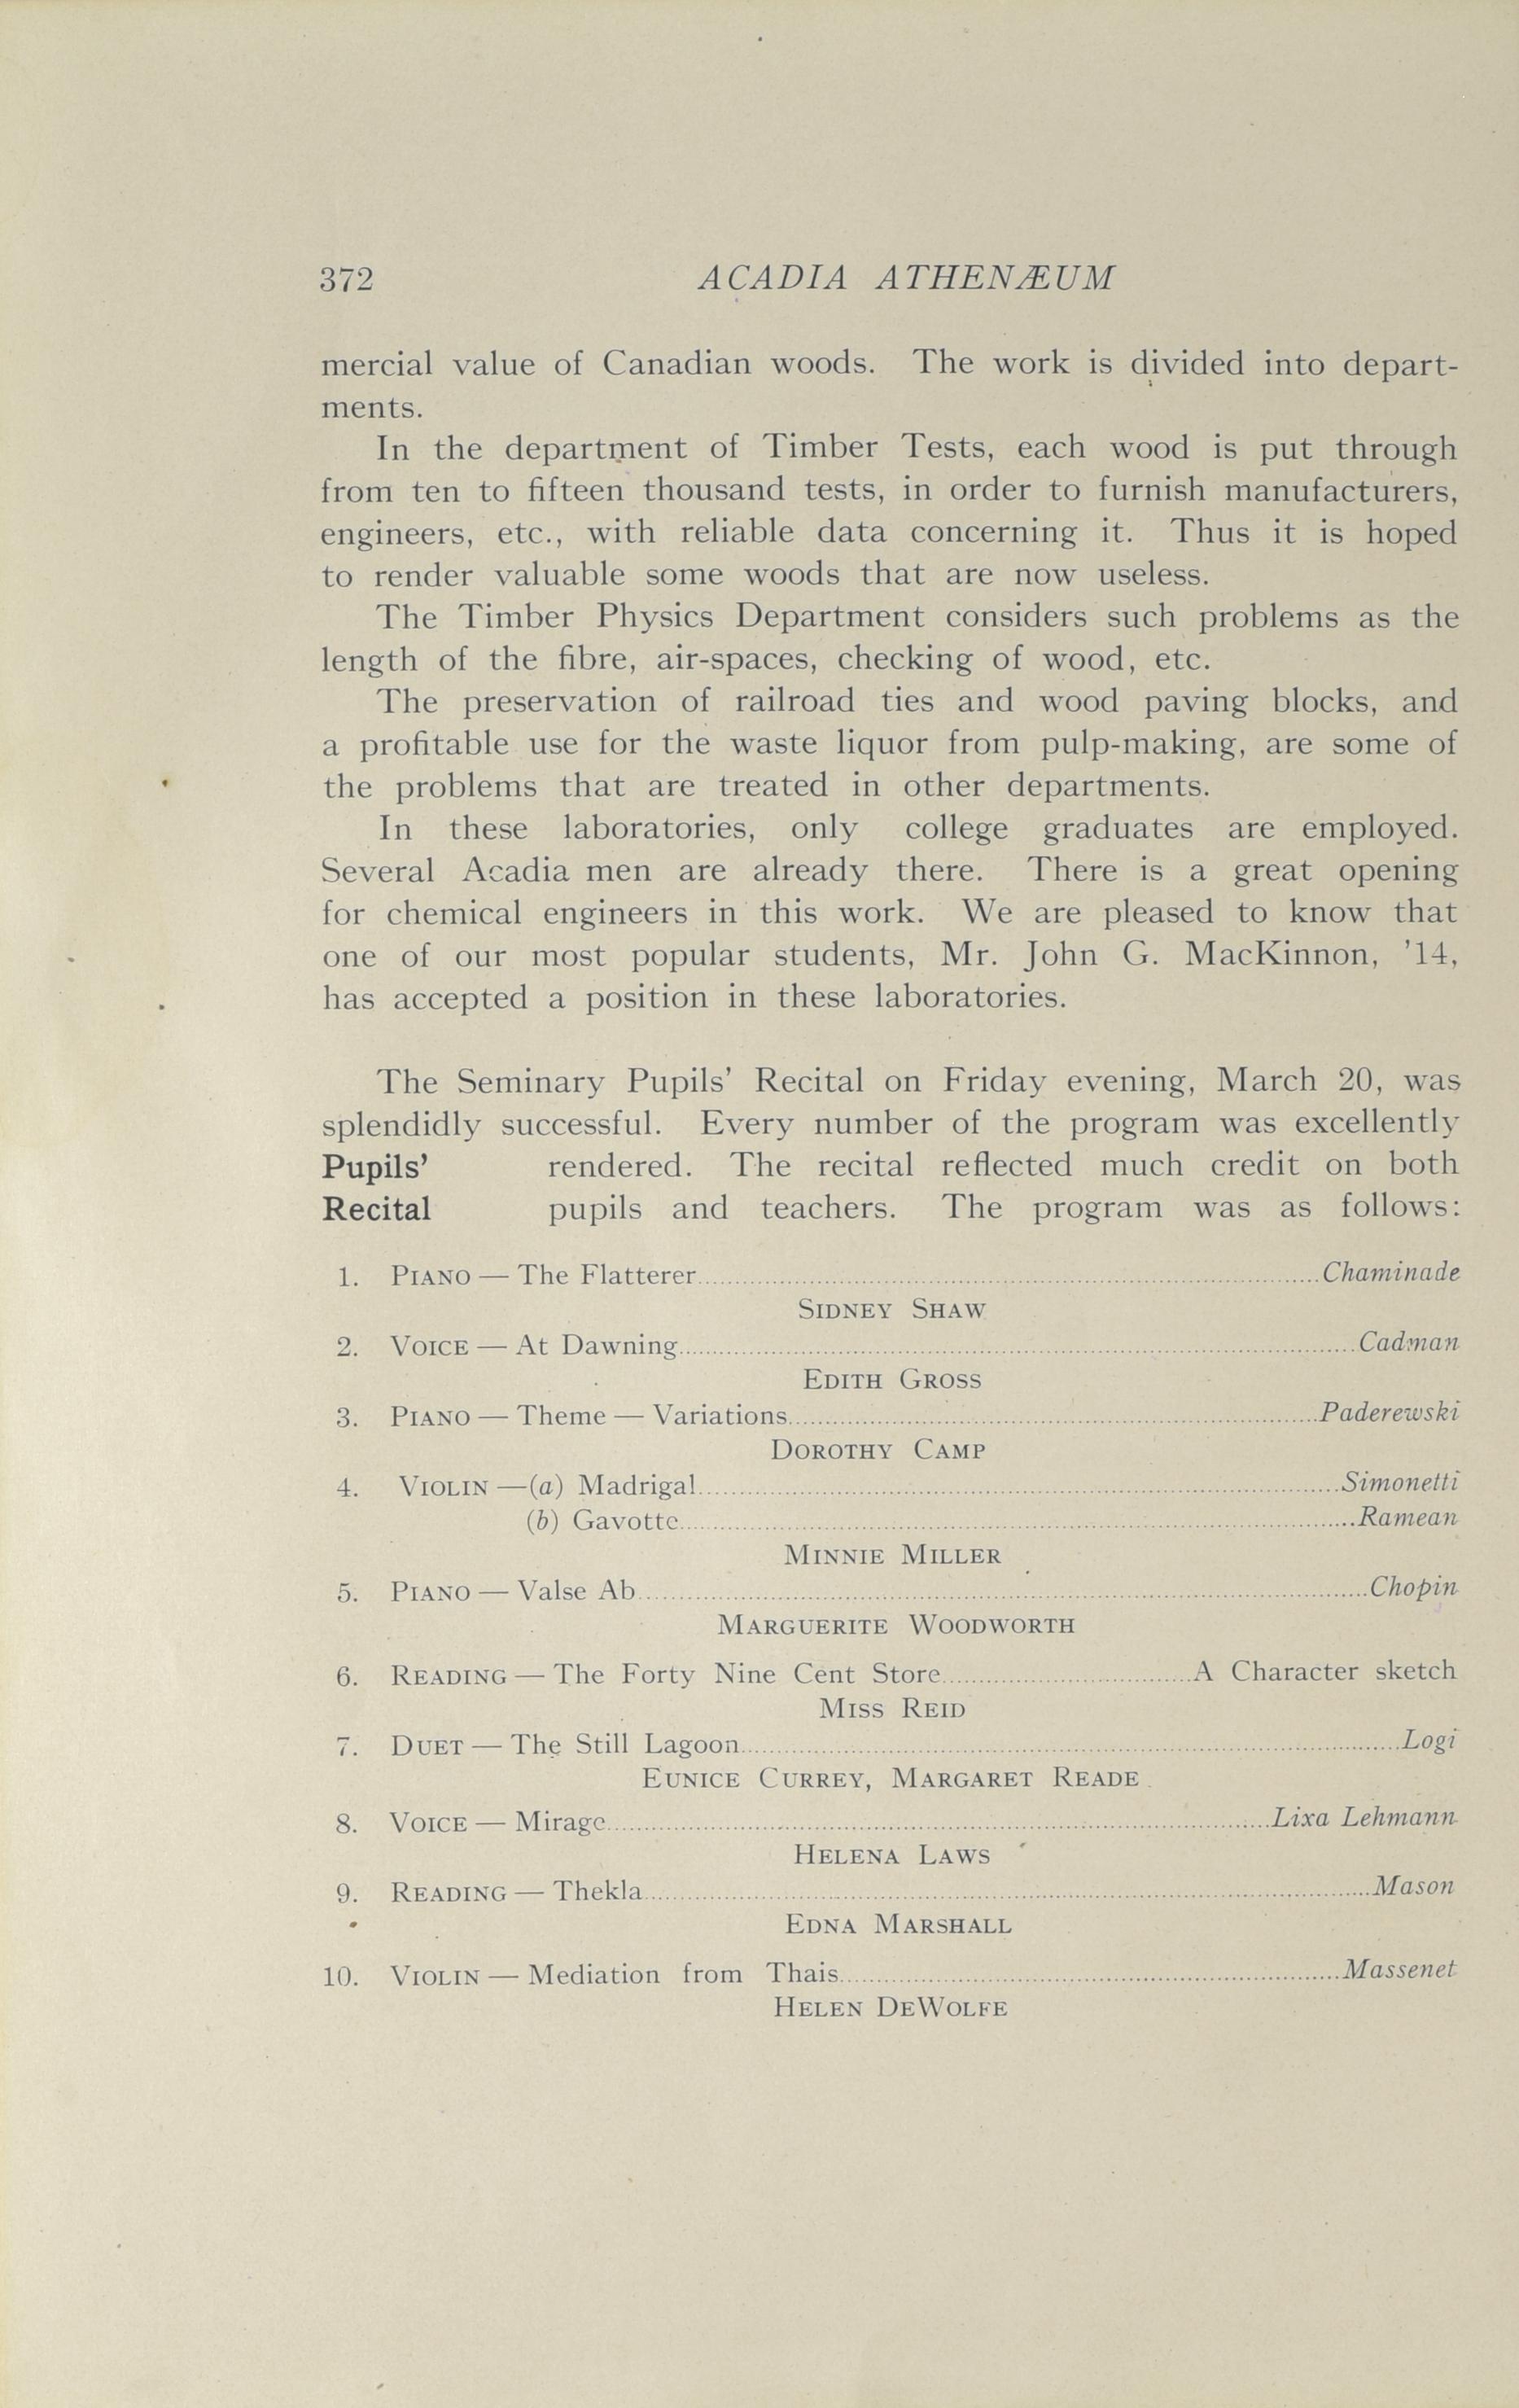 372 ACADIA ATHENÆUM
mercial value of Canadian woods. The work is divided into depart-
ments.
In the department of Timber Tests, each wood is put through
from ten to fifteen thousand tests, in order to furnish manufacturers,
engineers, etc., with reliable data concerning it. Thus it is hoped
to render valuable some woods that are now useless.
The Timber Physics Department considers such problems as the
length of the fibre, air-spaces, checking of wood, etc.
The preservation of railroad ties and wood paving blocks, and
a profitable use for the waste liquor from pulp-making, are some of
the problems that are treated in other departments.
In these laboratories, only college graduates are employed.
Several Acadia men are already there. There is a great opening
for chemical engineers in this work. We are pleased to know that
one of our most popular students, Mr. John G. MacKinnon, '14,
has accepted a position in these laboratories.
The Seminary Pupils' Recital on Friday evening, March 20, was
splendidly successful. Every number of the program was excellently
Pupils' rendered. The recital reflected much credit on both
Recital pupils and teachers. The program was as follows:
1. PIANO — The Flatterer Chaminade
SIDNEY SHAW
2. VOICE — At Dawning Cadman
EDITH GROSS
3. PIANO — Theme — Variations Paderewski
DOROTHY CAMP
4. VIOLIN —(a) Madrigal Simonetti
(b) Gavotte Ramean
MINNIE MILLER
5. PIANO — Valse Ab Chopin
MARGUERITE WOODWORTH
6. READING — The Forty Nine Cent Store A Character sketch
MISS REID
7. DUET — The Still Lagoon Logi
EUNICE CURREY, MARGARET READE
8. VOICE — Mirage Lixa Lehmann
HELENA LAWS
9. READING — Thekla Mason
EDNA MARSHALL
10. VIOLIN — Mediation from Thais Massenet
HELEN DEWOLFE